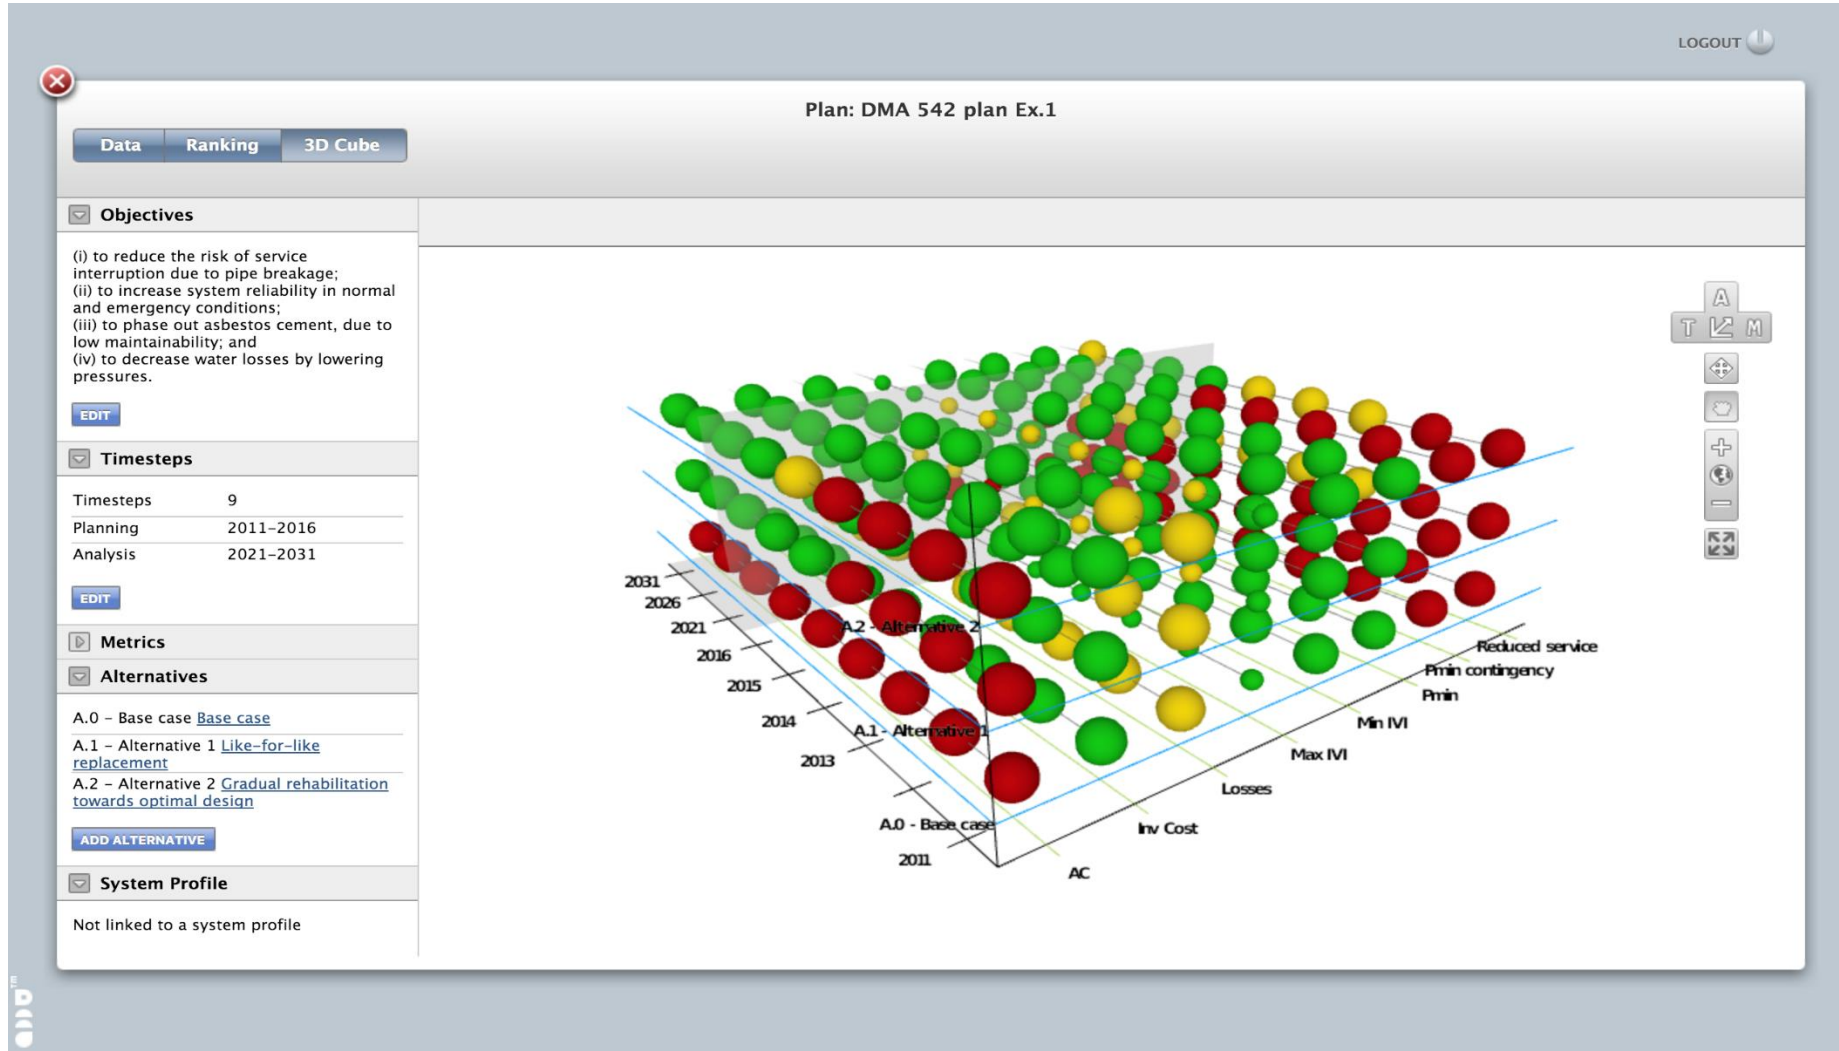 LOGOUT
Plan: DMA 542 plan Ex.1
Data
Ranking
3D Cube
Objectives
(i) to reduce the risk of service
interruption due to pipe breakage;
(ii) to increase system reliability in normal
and emergency conditions;
(iii) to phase out asbestos cement, due to
low maintainability; and
(iv) to decrease water losses by lowering
pressures.
EDIT
Timesteps
Timesteps 9
Planning 2011–2016
Analysis 2021–2031
EDIT
Metrics
Alternatives
A.0 – Base case Base case
A.1 – Alternative 1 Like–for–like
replacement
A.2 – Alternative 2 Gradual rehabilitation
towards optimal design
ADD ALTERNATIVE
System Profile
Not linked to a system profile
A
T M
2031
2026
2021
2016
2015
2014
2013
2011
A.2 - Alternative 2
A.1 - Alternative 1
A.0 - Base case
AC
Inv Cost
Losses
Max IVI
Min IVI
Pmin
Pmin contingency
Reduced service